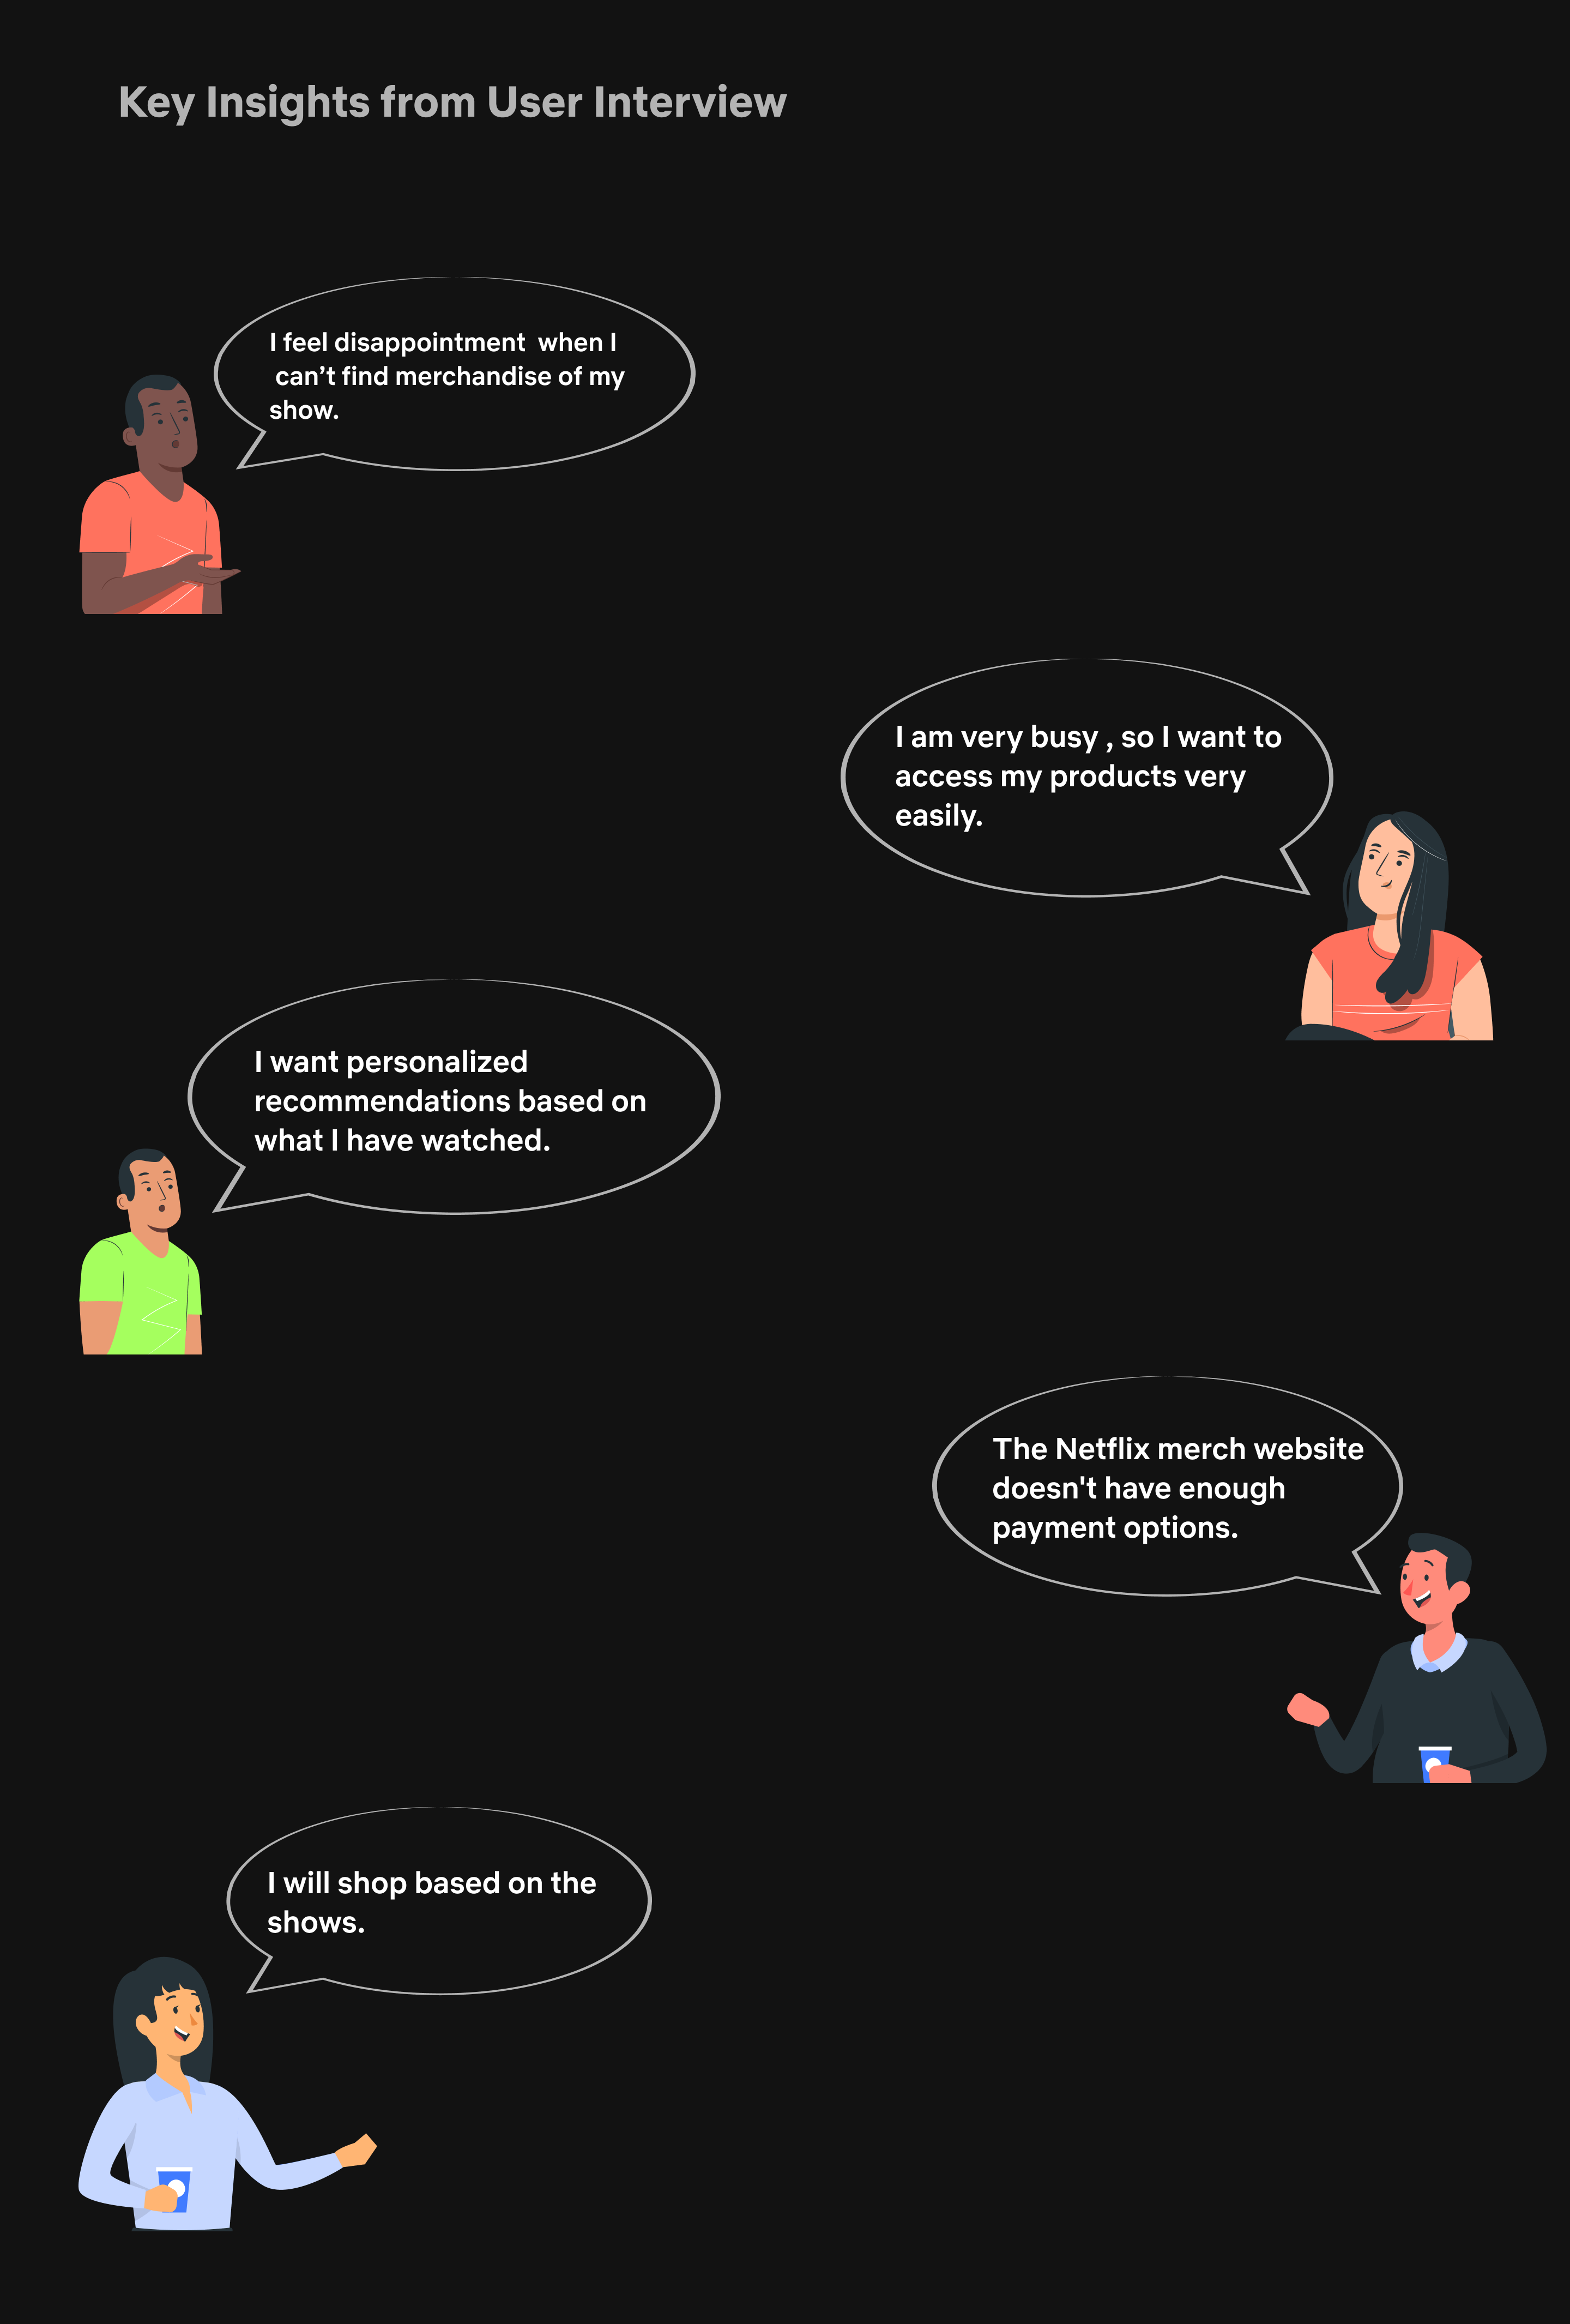 Key Insights from User Interview
I feel disappointment  when I
can’t find merchandise of my
show.
I am very busy , so I want to
access my products very
easily.
I want personalized
recommendations based on
what I have watched.
The Netflix merch website
doesn't have enough
payment options.
I will shop based on the
shows.